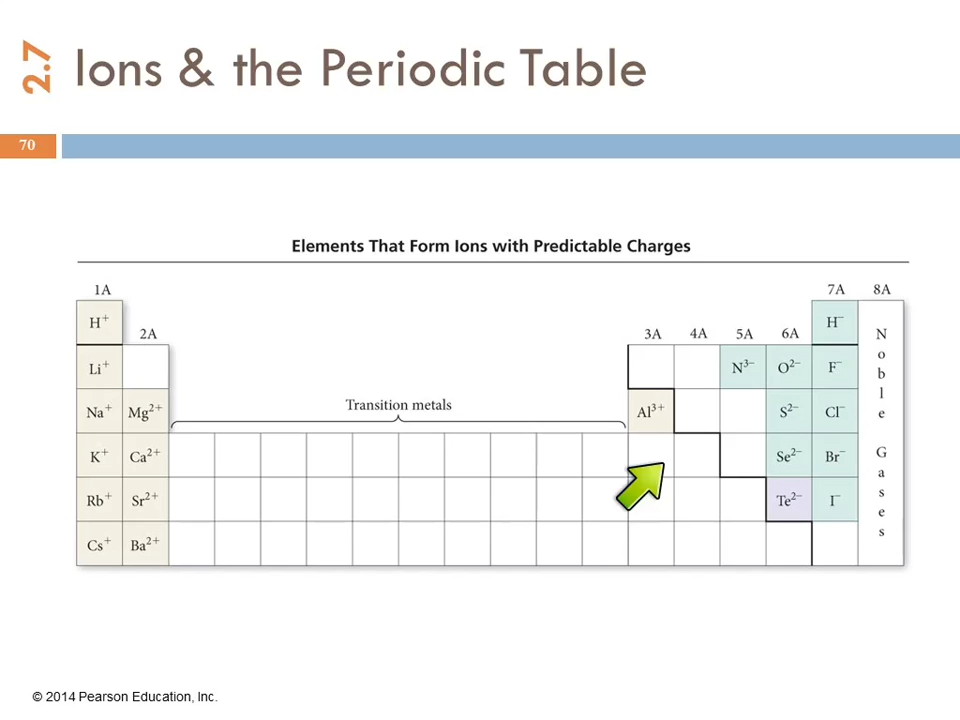 2.7
Ions & the Periodic Table
70
Elements That Form Ions with Predictable Charges
1A 7A 8A
H⁺ H⁻
2A 3A 4A 5A 6A
Li⁺ N³⁻ O²⁻ F⁻
Na⁺ Mg²⁺ Transition metals Al³⁺ S²⁻ Cl⁻
K⁺ Ca²⁺ Se²⁻ Br⁻
Rb⁺ Sr²⁺ Te²⁻ I⁻
Cs⁺ Ba²⁺
Noble Gases
© 2014 Pearson Education, Inc.